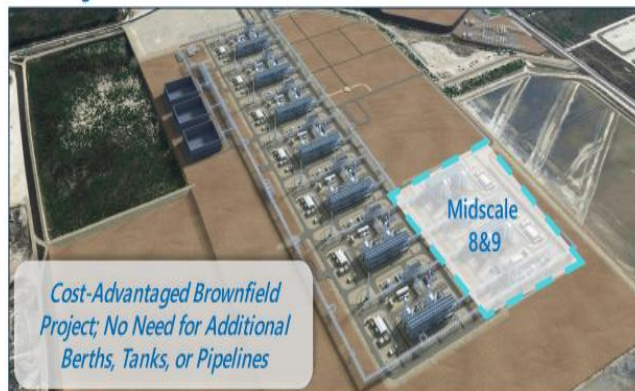 Midscale
8&9
Cost-Advantaged Brownfield
Project; No Need for Additional
Berths, Tanks, or Pipelines